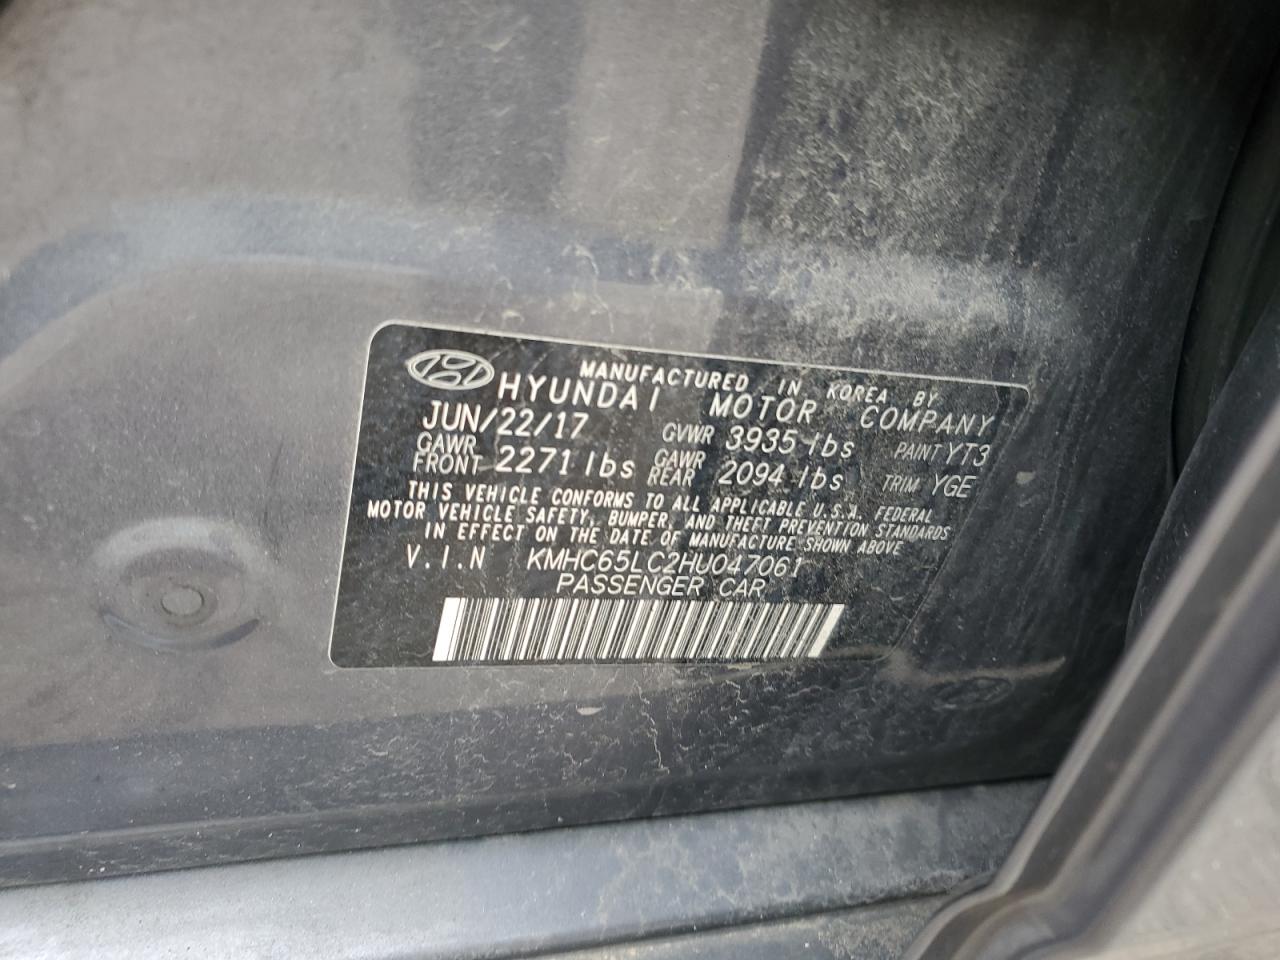 MANUFACTURED IN KOREA BY
HYUNDAI MOTOR COMPANY
JUN/22/17 GVWR 3935 lbs PAINT YT3
GAWR FRONT 2271 lbs GAWR REAR 2094 lbs TRIM YGE
THIS VEHICLE CONFORMS TO ALL APPLICABLE U.S.A. FEDERAL
MOTOR VEHICLE SAFETY, BUMPER, AND THEFT PREVENTION STANDARDS
IN EFFECT ON THE DATE OF MANUFACTURE SHOWN ABOVE
V.I.N KMHC65LC2HU047061
PASSENGER CAR